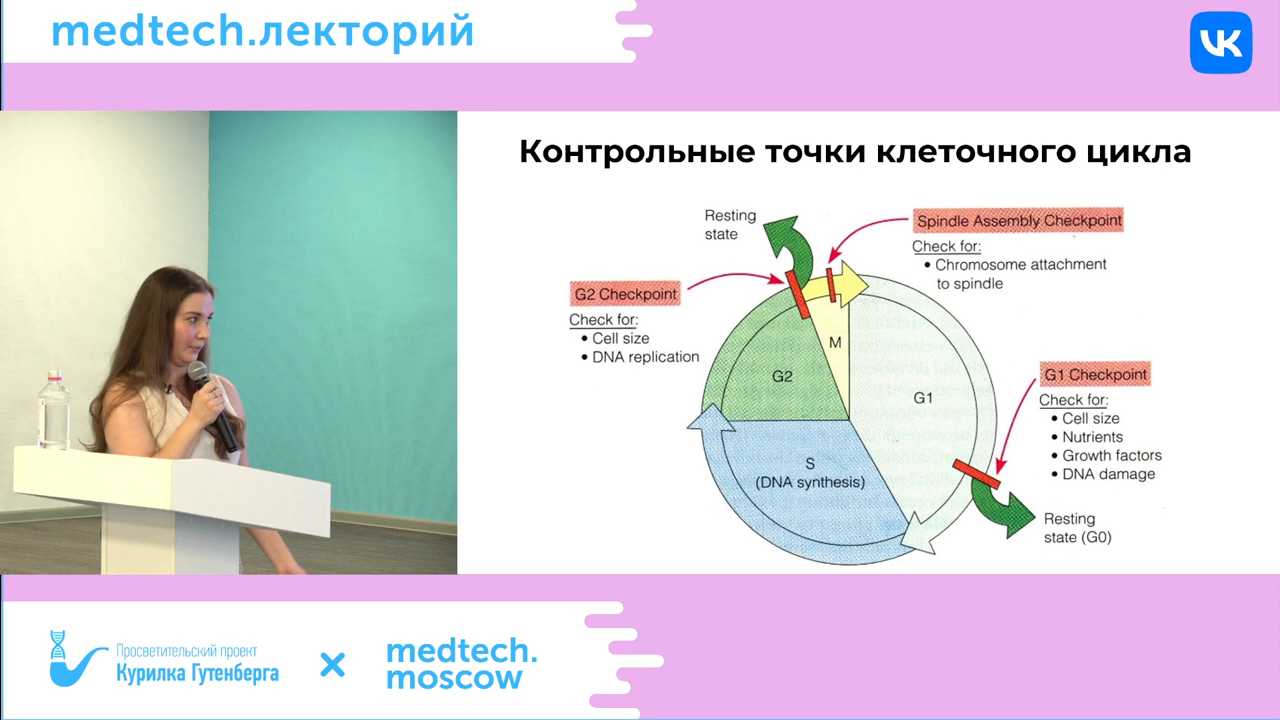 medtech.лекторий
Контрольные точки клеточного цикла
Resting
state
Spindle Assembly Checkpoint
Check for:
• Chromosome attachment
to spindle
G2 Checkpoint
Check for:
• Cell size
• DNA replication
M
G2
G1
G1 Checkpoint
Check for:
• Cell size
• Nutrients
• Growth factors
• DNA damage
S
(DNA synthesis)
Resting
state (G0)
Просветительский проект
Курилка Гутенберга
×
medtech.
moscow